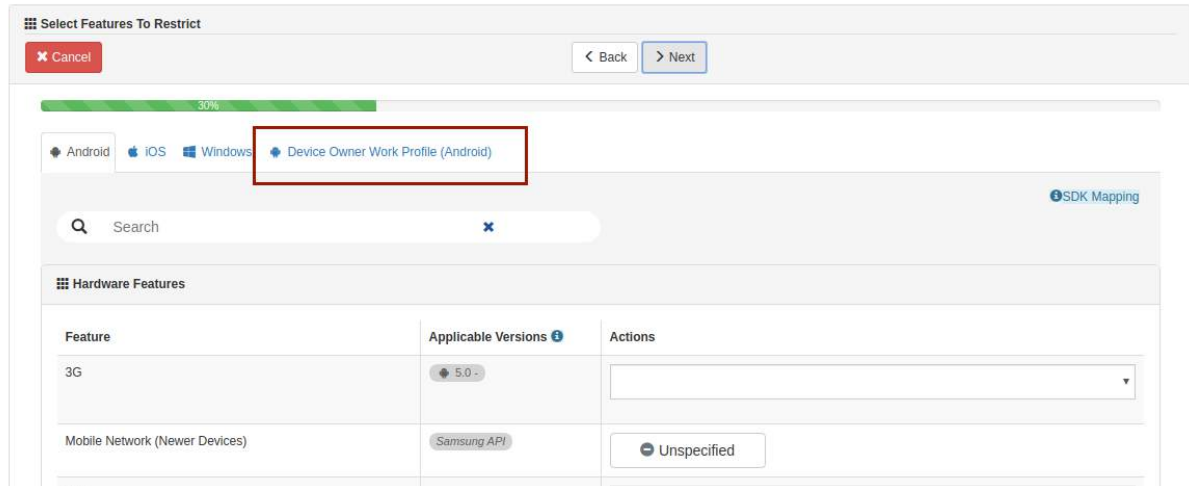 Select Features To Restrict
Cancel
Back
Next
30%
Android
iOS
Windows
Device Owner Work Profile (Android)
SDK Mapping
Search
Hardware Features
Feature
Applicable Versions
Actions
3G
5.0 -
Mobile Network (Newer Devices)
Samsung API
Unspecified